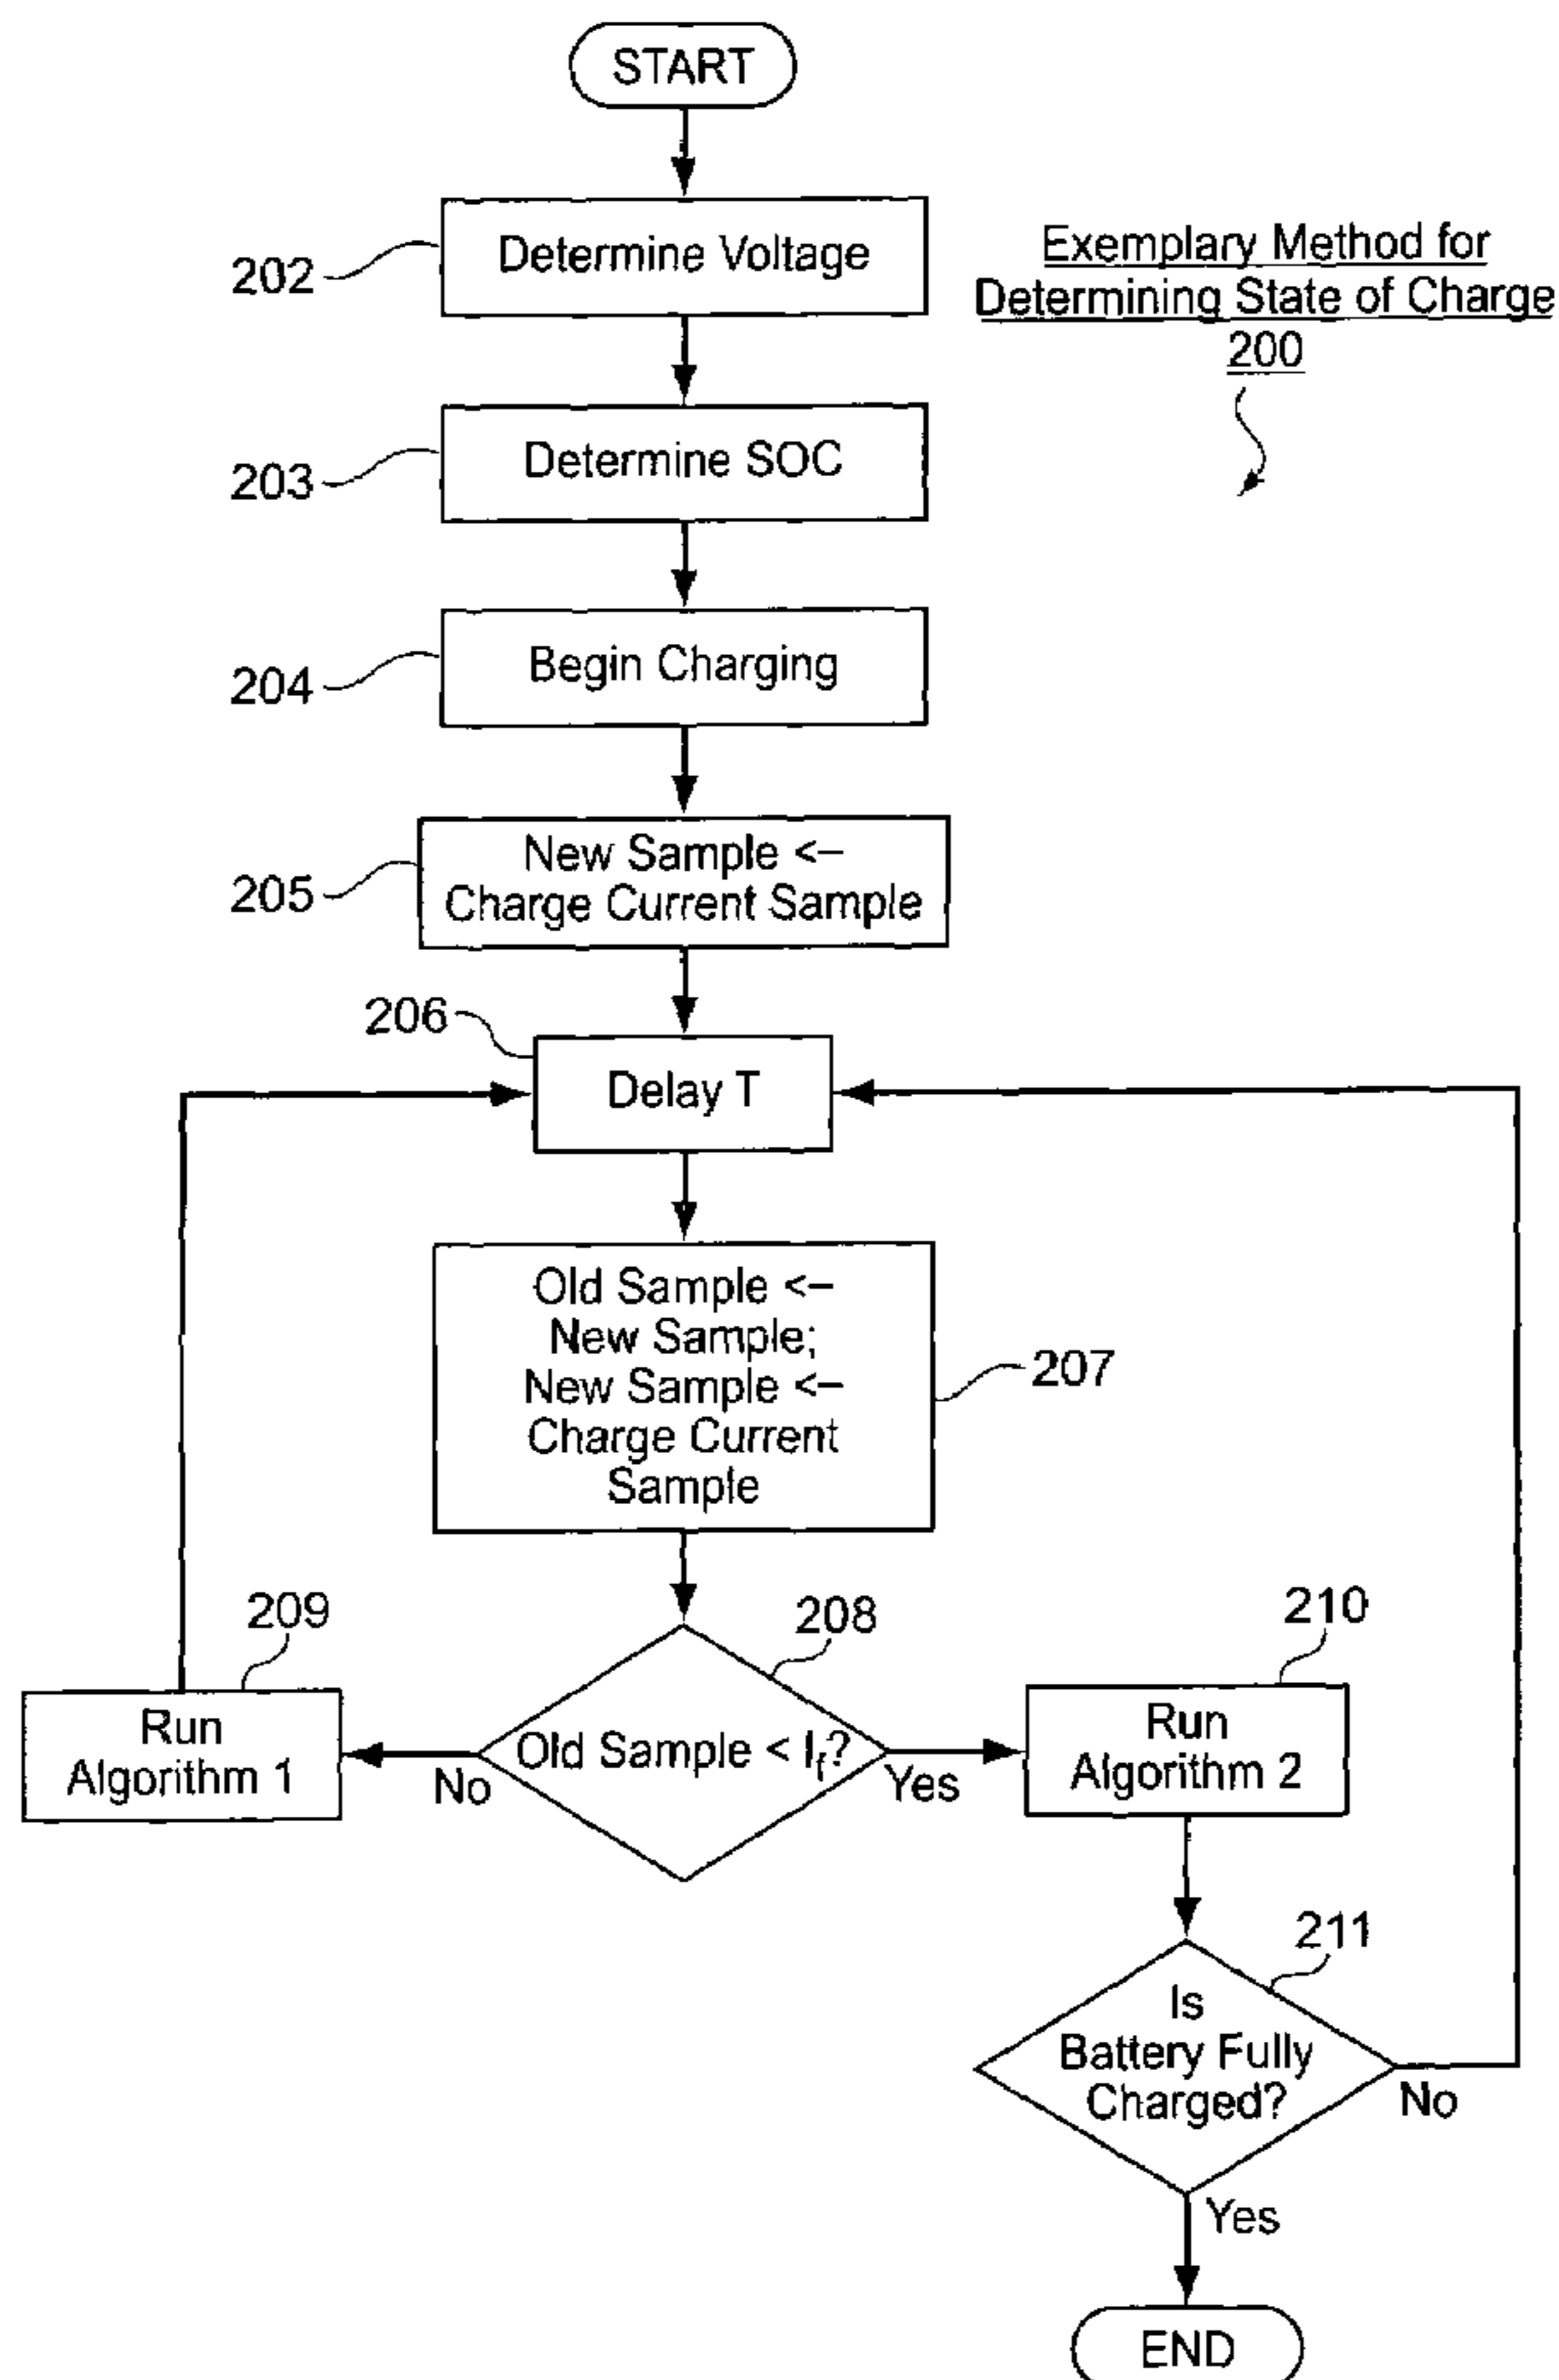 START
Exemplary Method for
Determining State of Charge
200
202
Determine Voltage
203
Determine SOC
204
Begin Charging
205
New Sample <–
Charge Current Sample
206
Delay T
Old Sample <–
New Sample;
New Sample <–
Charge Current
Sample
207
209
208
210
Run
Algorithm 1
No
Old Sample < If?
Yes
Run
Algorithm 2
211
Is
Battery Fully
Charged?
No
Yes
END